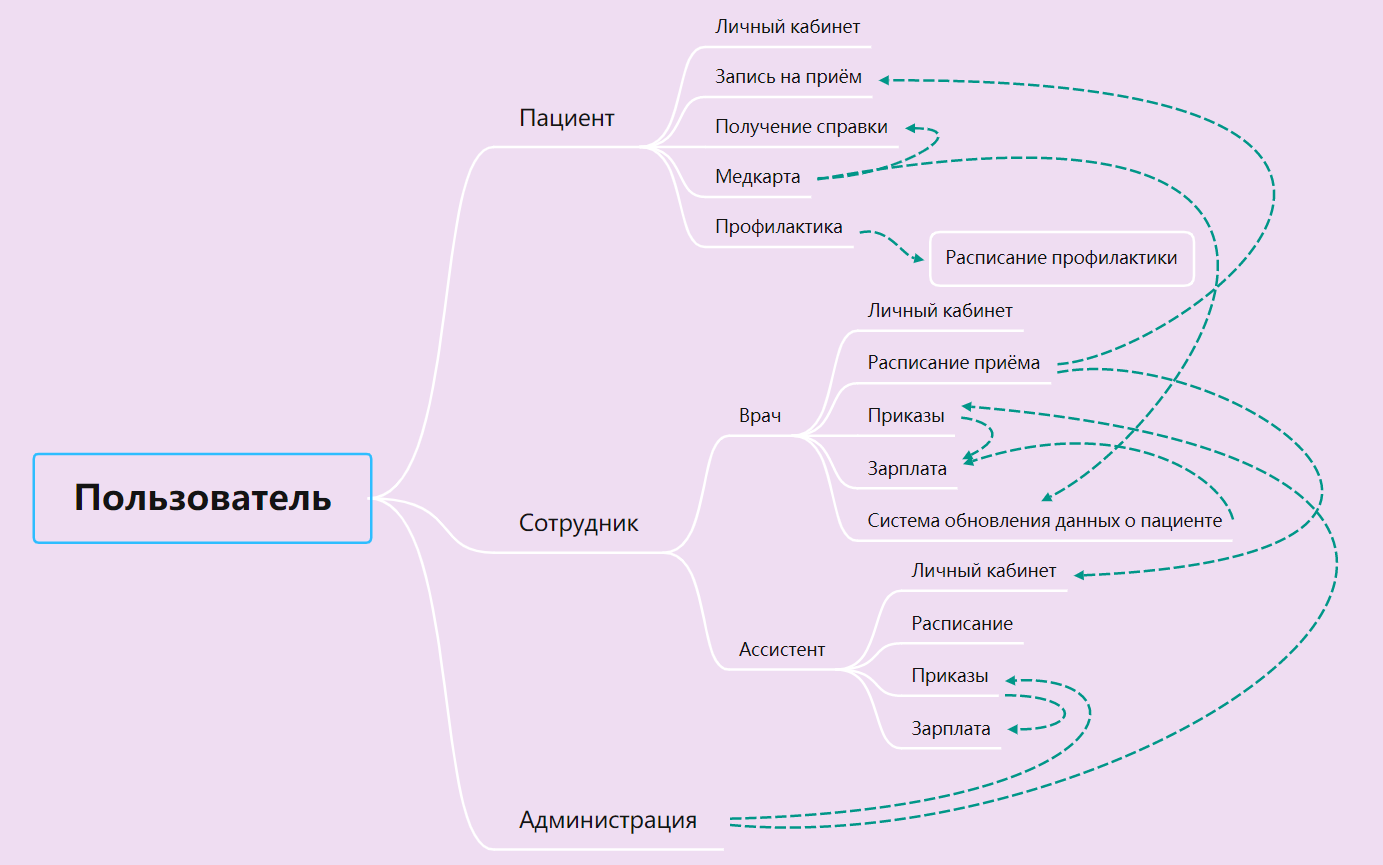 Личный кабинет
Запись на приём
Пациент
Получение справки
Медкарта
Профилактика
Расписание профилактики
Личный кабинет
Расписание приёма
Врач
Приказы
Зарплата
Пользователь
Сотрудник
Система обновления данных о пациенте
Личный кабинет
Расписание
Ассистент
Приказы
Зарплата
Администрация